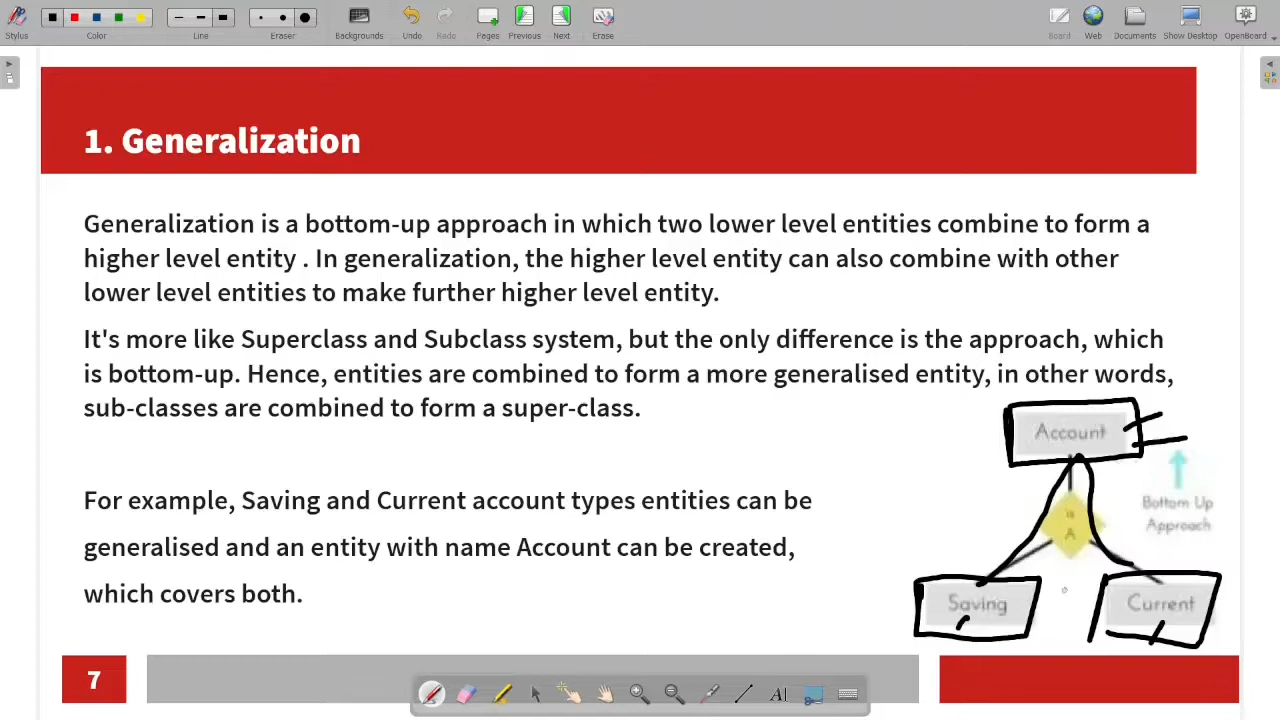 Stylus Color Line Eraser Backgrounds Undo Redo Pages Previous Next Erase Board Web Documents Show Desktop OpenBoard
1. Generalization
Generalization is a bottom-up approach in which two lower level entities combine to form a
higher level entity . In generalization, the higher level entity can also combine with other
lower level entities to make further higher level entity.
It's more like Superclass and Subclass system, but the only difference is the approach, which
is bottom-up. Hence, entities are combined to form a more generalised entity, in other words,
sub-classes are combined to form a super-class.
Account
For example, Saving and Current account types entities can be
generalised and an entity with name Account can be created,
which covers both.
Bottom Up
Approach
is
A
Saving
Current
7
AI